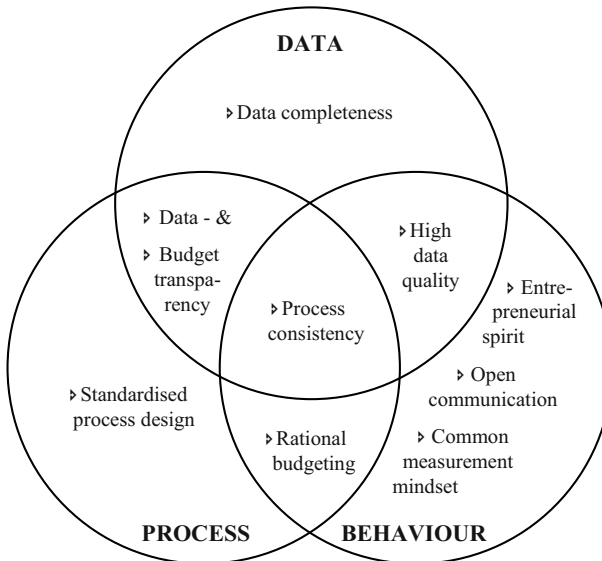 DATA
▹ Data completeness
▹ Data - &
▹ Budget
transpa-
rency
▹ High
data
quality
▹ Entre-
preneurial
spirit
▹ Process
consistency
▹ Standardised
process design
▹ Open
communication
▹ Rational
budgeting
▹ Common
measurement
mindset
PROCESS
BEHAVIOUR